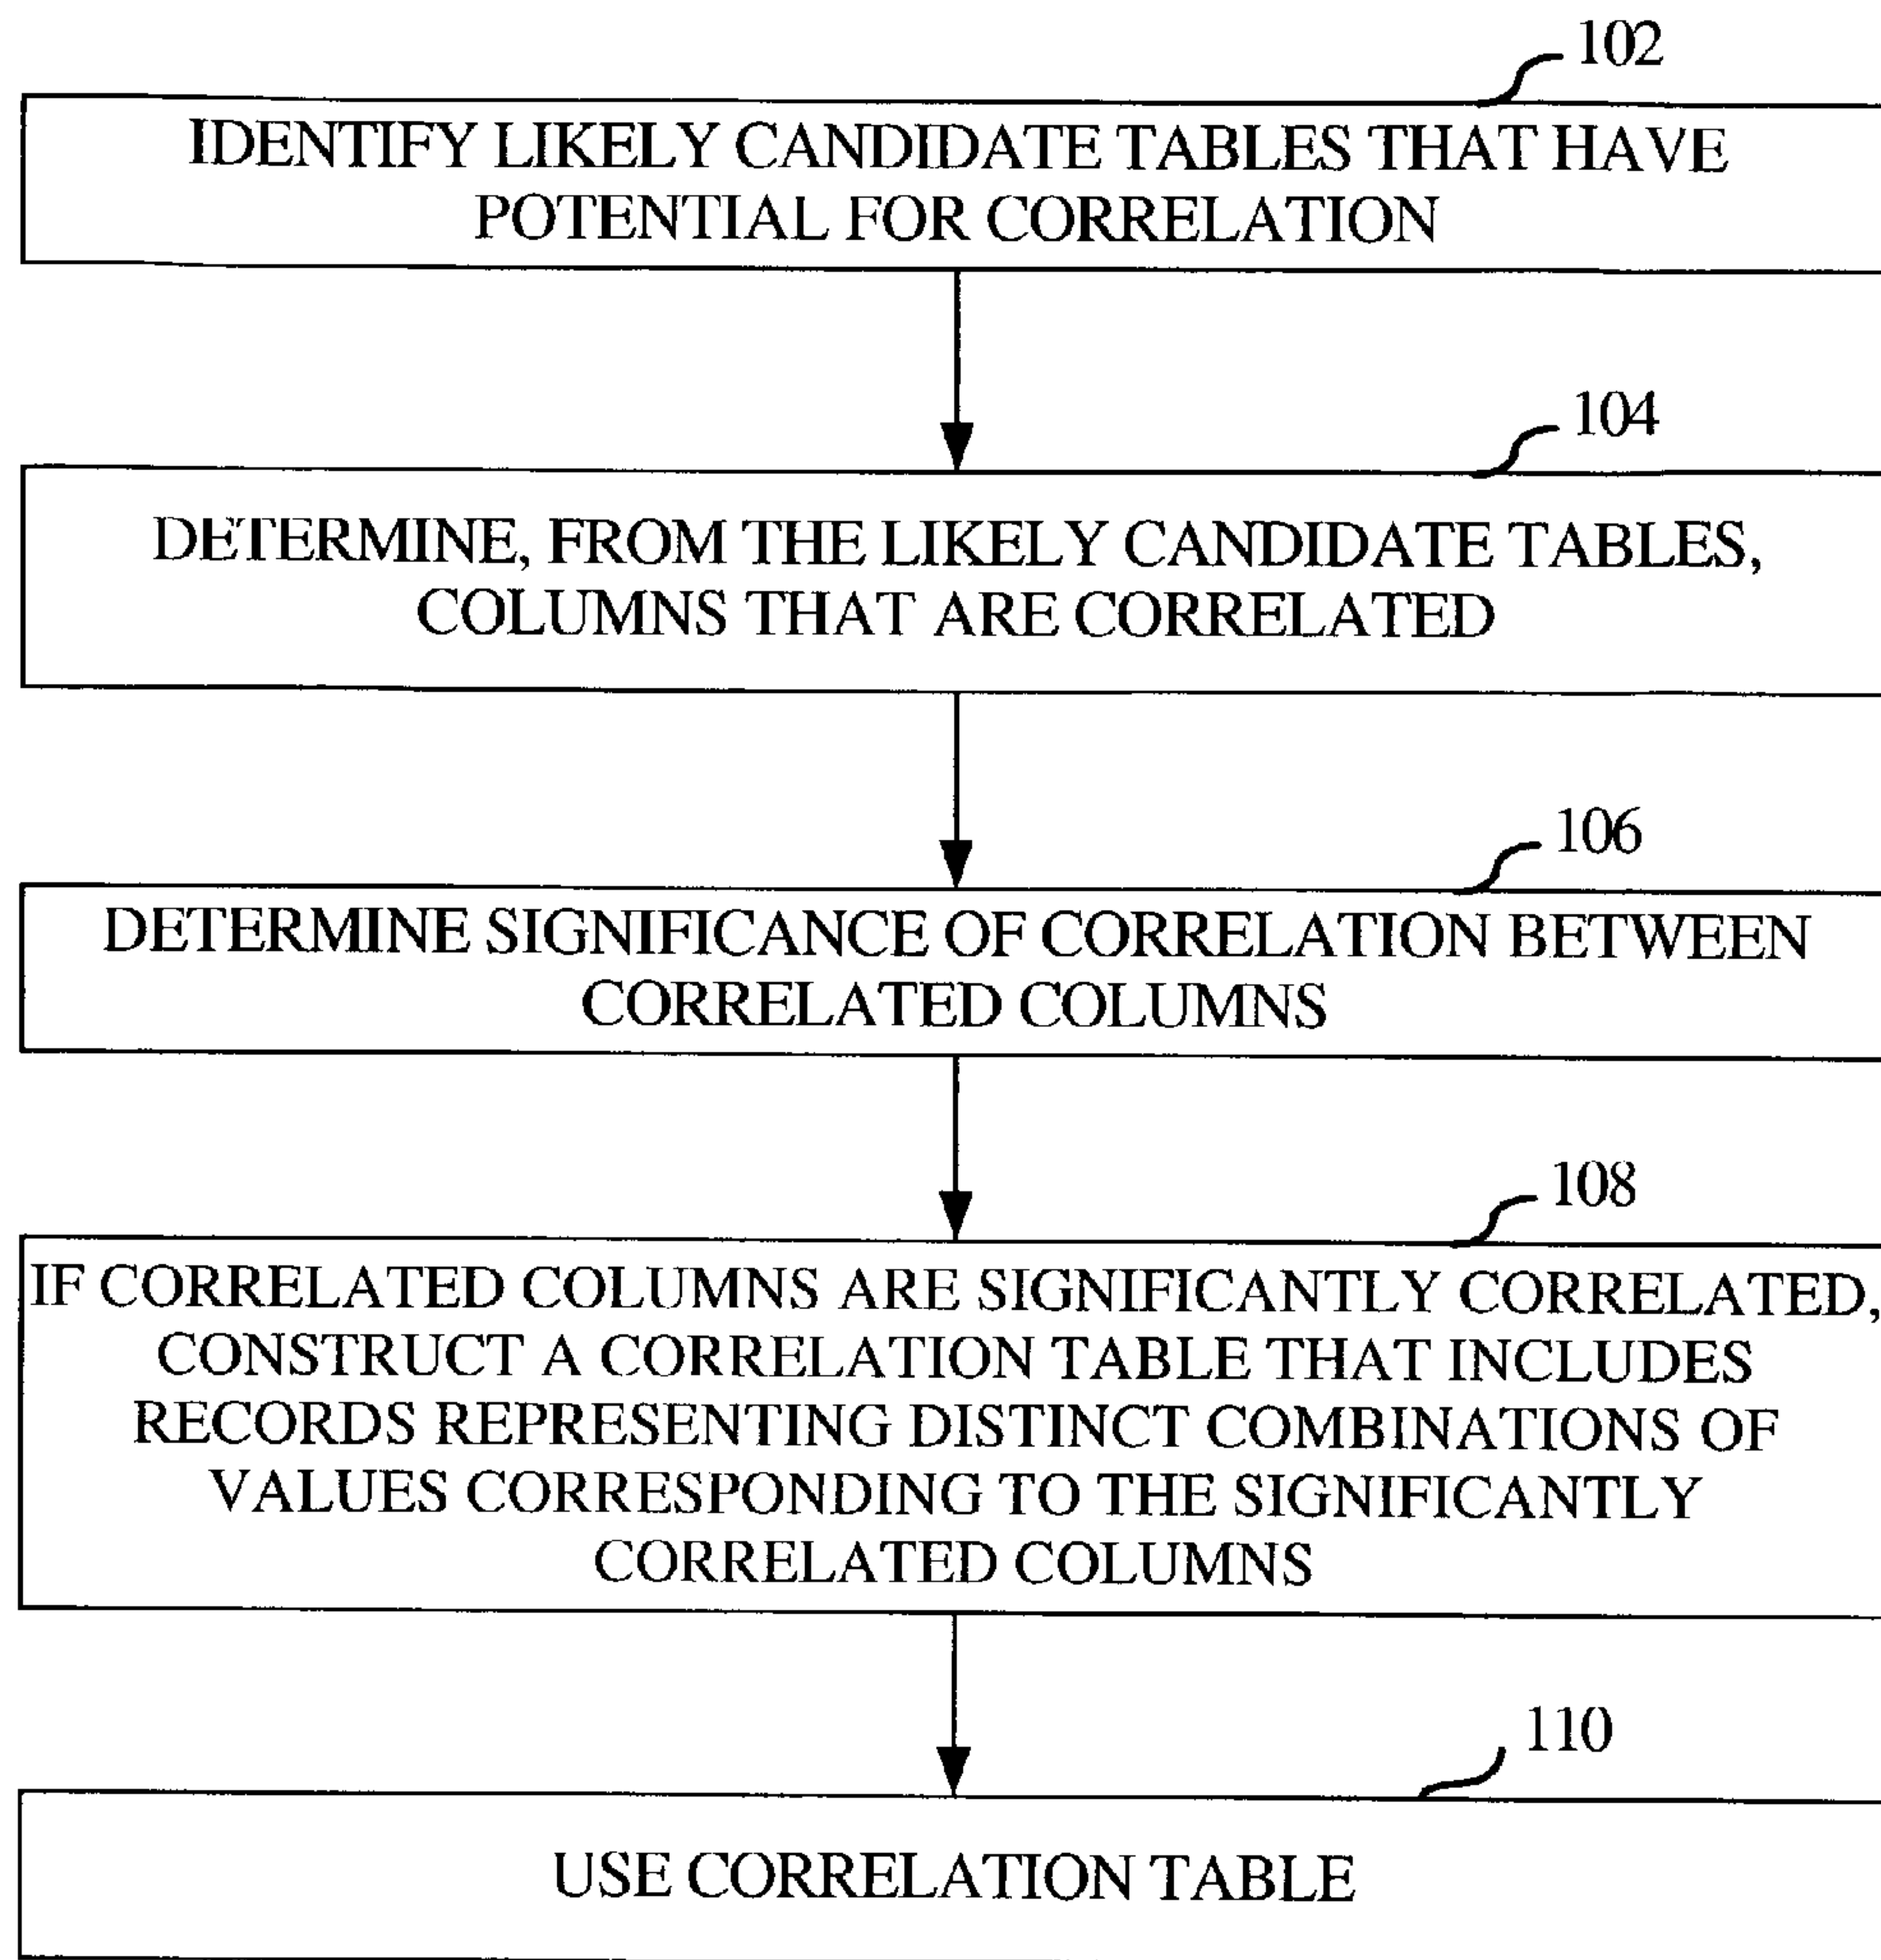 102
IDENTIFY LIKELY CANDIDATE TABLES THAT HAVE
POTENTIAL FOR CORRELATION
104
DETERMINE, FROM THE LIKELY CANDIDATE TABLES,
COLUMNS THAT ARE CORRELATED
106
DETERMINE SIGNIFICANCE OF CORRELATION BETWEEN
CORRELATED COLUMNS
108
IF CORRELATED COLUMNS ARE SIGNIFICANTLY CORRELATED,
CONSTRUCT A CORRELATION TABLE THAT INCLUDES
RECORDS REPRESENTING DISTINCT COMBINATIONS OF
VALUES CORRESPONDING TO THE SIGNIFICANTLY
CORRELATED COLUMNS
110
USE CORRELATION TABLE